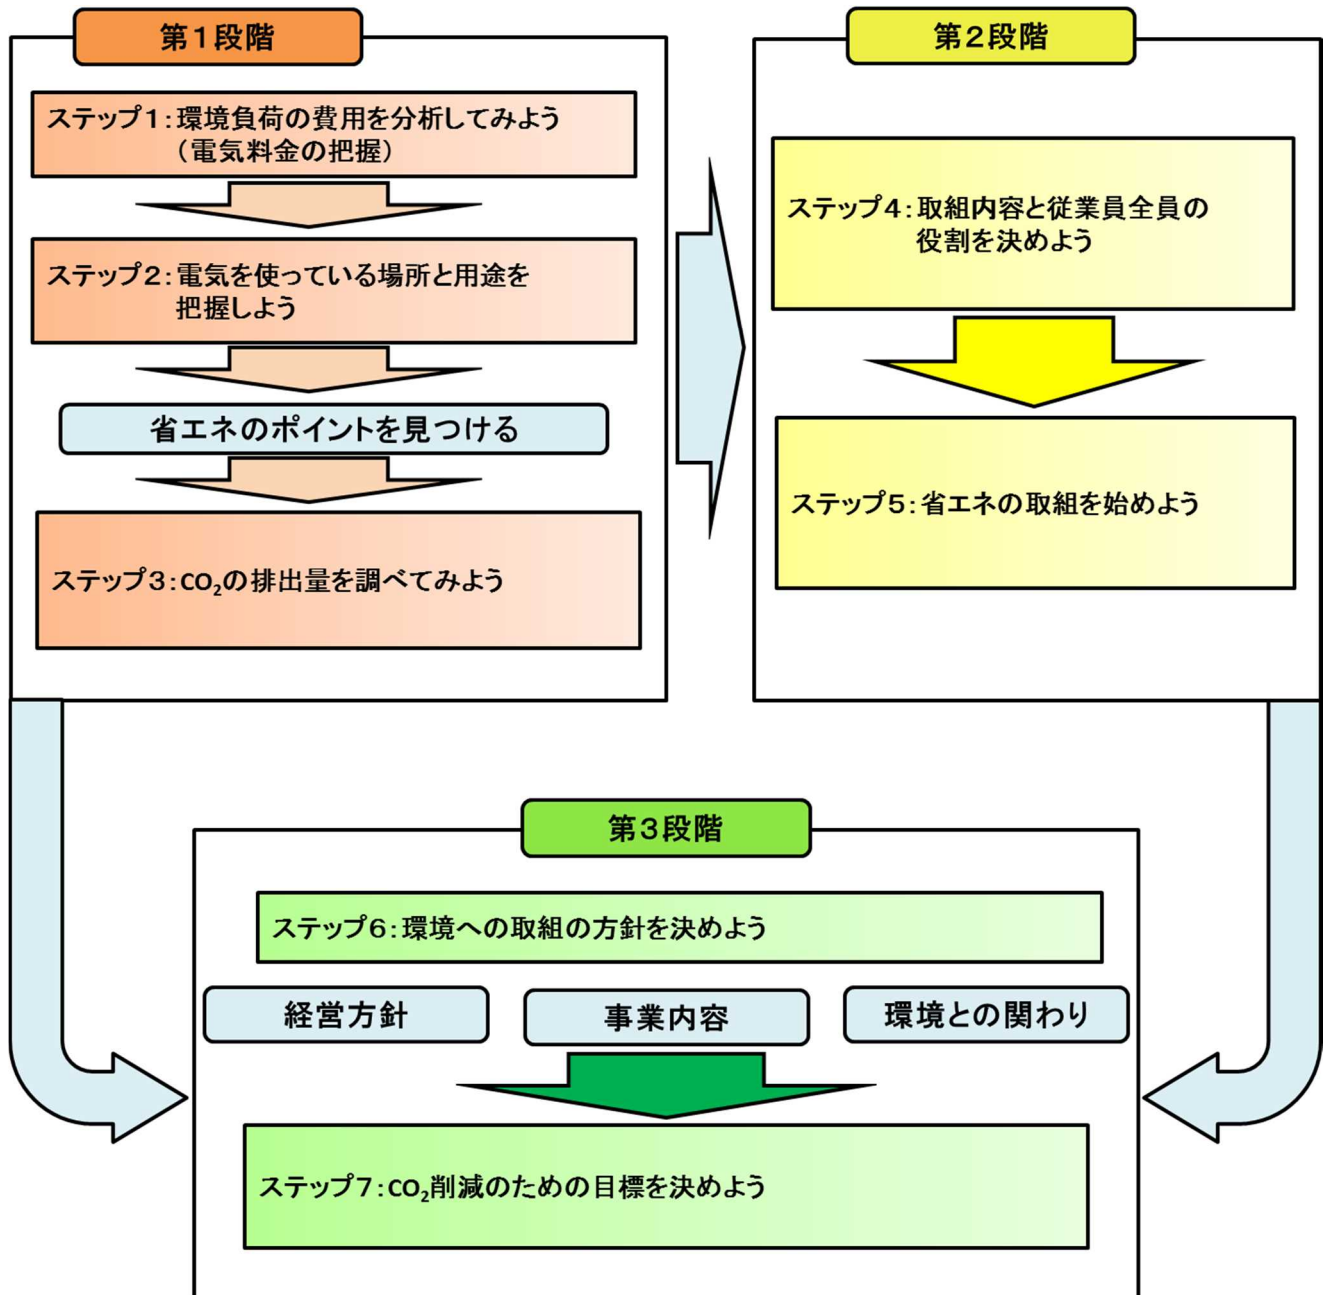 第1段階
ステップ1:環境負荷の費用を分析してみよう
(電気料金の把握)
ステップ2:電気を使っている場所と用途を
把握しよう
省エネのポイントを見つける
ステップ3:CO₂の排出量を調べてみよう
第2段階
ステップ4:取組内容と従業員全員の
役割を決めよう
ステップ5:省エネの取組を始めよう
第3段階
ステップ6:環境への取組の方針を決めよう
経営方針
事業内容
環境との関わり
ステップ7:CO₂削減のための目標を決めよう